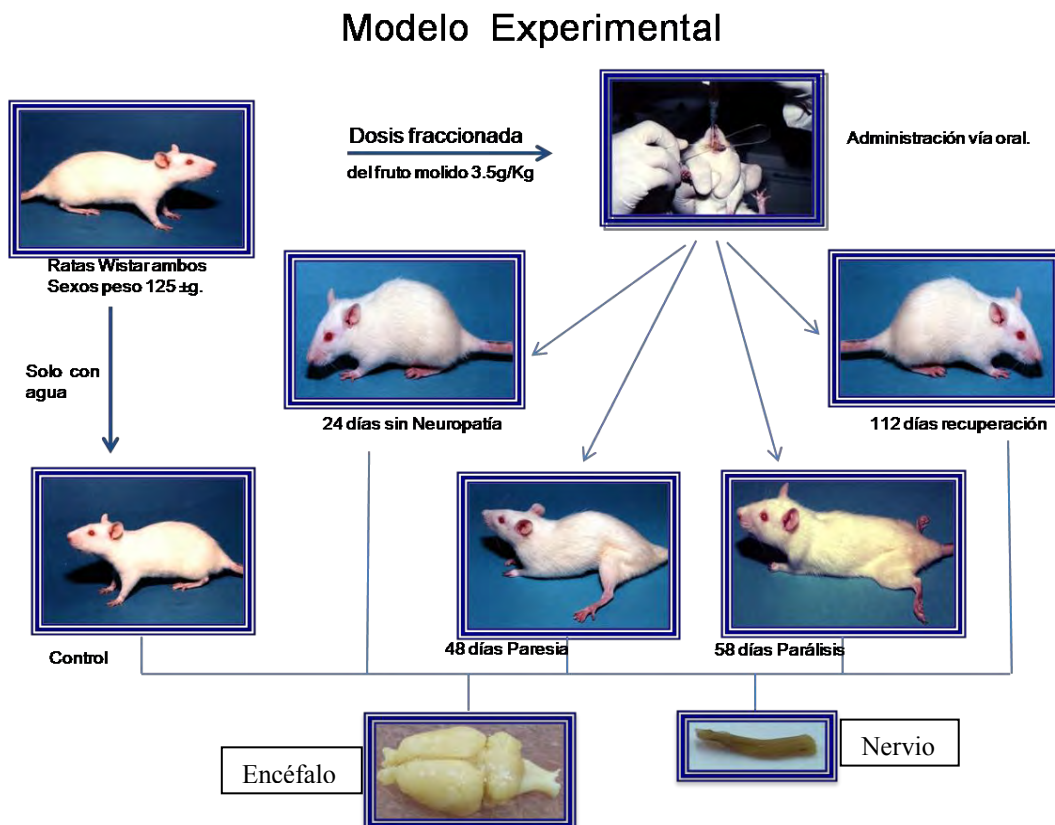 Modelo Experimental
Dosis fraccionada
del fruto molido 3.5g/Kg
Administración vía oral.
Ratas Wistar ambos
Sexos peso 125 ±g.
Solo con
agua
24 días sin Neuropatía
112 días recuperación
Control
48 días Paresia
58 días Parálisis
Encéfalo
Nervio